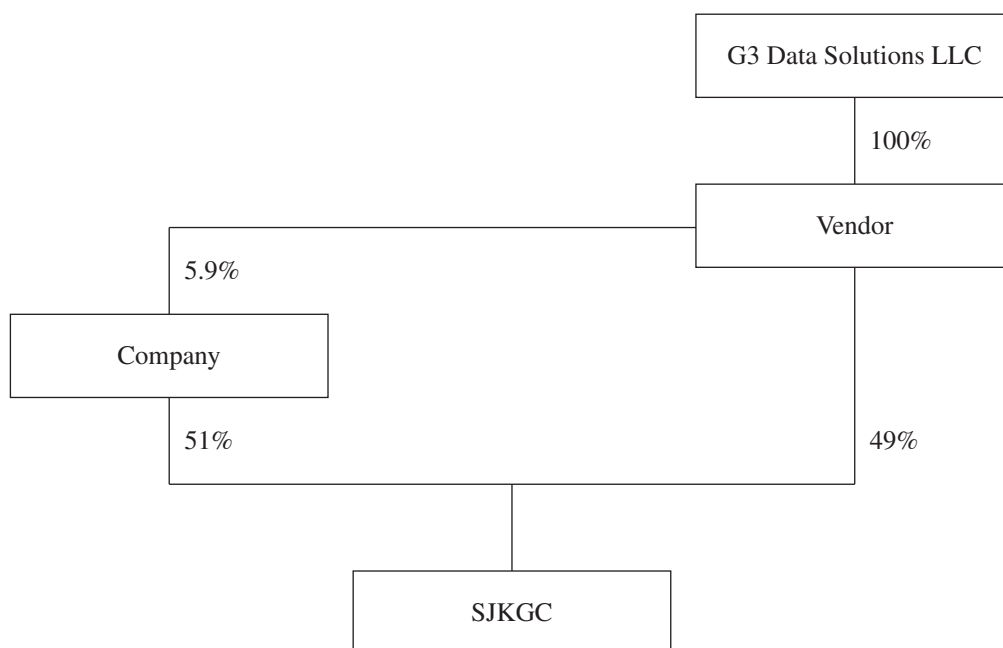 G3 Data Solutions LLC
100%
Vendor
5.9%
Company
51%
49%
SJKGC